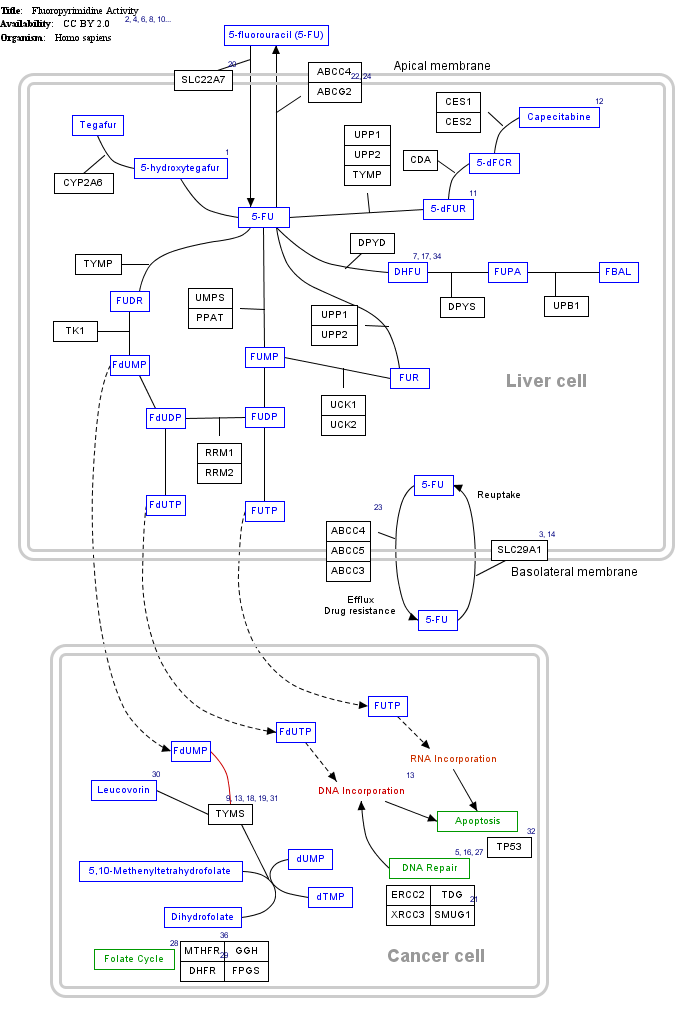 Title: Fluoropyrimidine Activity
Availability: CC BY 2.0
Organism: Homo sapiens
2, 4, 6, 8, 10...
5-fluorouracil (5-FU)
20
SLC22A7
ABCC4
22, 24
ABCG2
Apical membrane
CES1
CES2
12
Capecitabine
Tegafur
UPP1
UPP2
TYMP
CDA
5-dFCR
1
5-hydroxytegafur
CYP2A6
11
5-dFUR
5-FU
DPYD
7, 17, 34
TYMP
DHFU
FUPA
FBAL
FUDR
UMPS
PPAT
DPYS
UPB1
TK1
UPP1
UPP2
FdUMP
FUMP
FUR
Liver cell
UCK1
UCK2
FdUDP
FUDP
RRM1
RRM2
5-FU
Reuptake
FdUTP
FUTP
23
ABCC4
ABCC5
ABCC3
3, 14
SLC29A1
Basolateral membrane
Efflux
Drug resistance
5-FU
FUTP
FdUTP
FdUMP
RNA Incorporation
30
Leucovorin
13
DNA Incorporation
9, 13, 18, 19, 31
TYMS
Apoptosis
32
TP53
dUMP
5, 16, 27
DNA Repair
5,10-Methenyltetrahydrofolate
dTMP
ERCC2
TDG
21
XRCC3
SMUG1
Dihydrofolate
36
28
Folate Cycle
MTHFR
GGH
29
DHFR
FPGS
Cancer cell